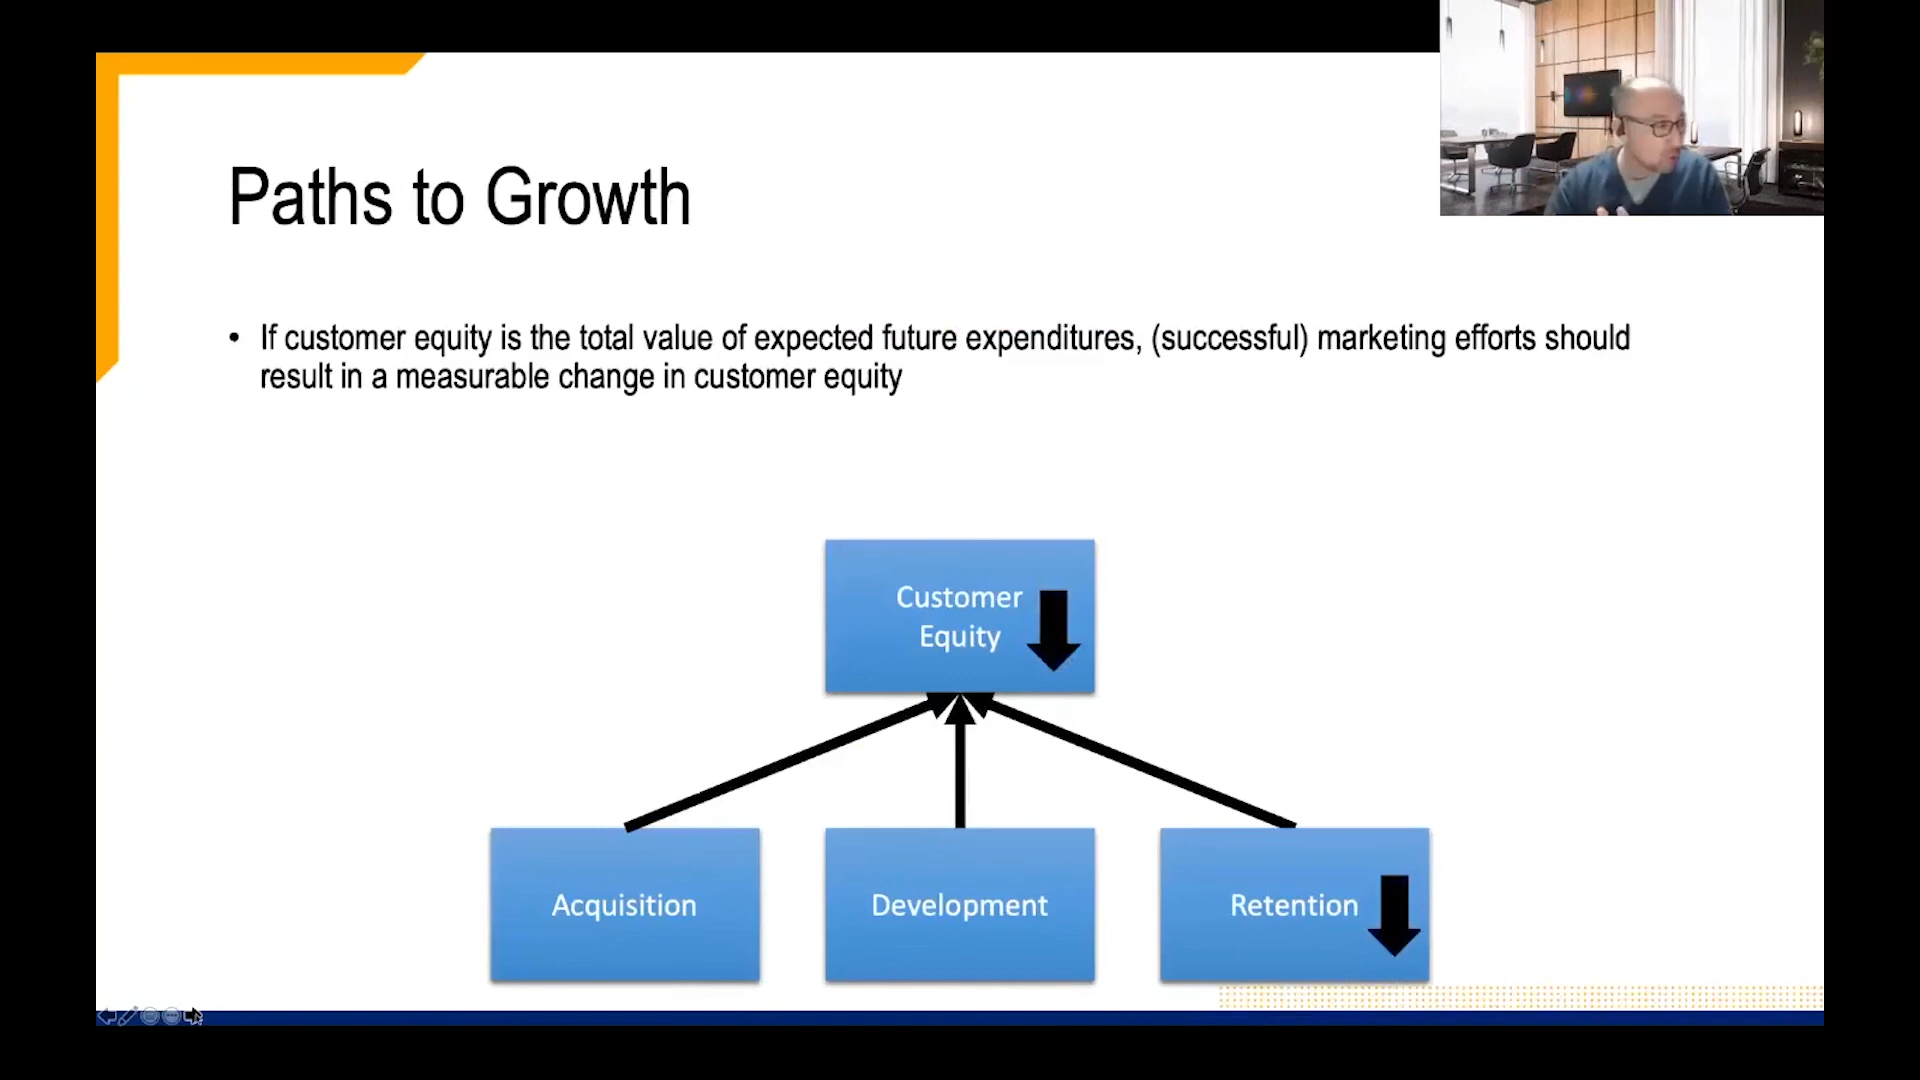 Paths to Growth
• If customer equity is the total value of expected future expenditures, (successful) marketing efforts should
result in a measurable change in customer equity
Customer
Equity
Acquisition
Development
Retention